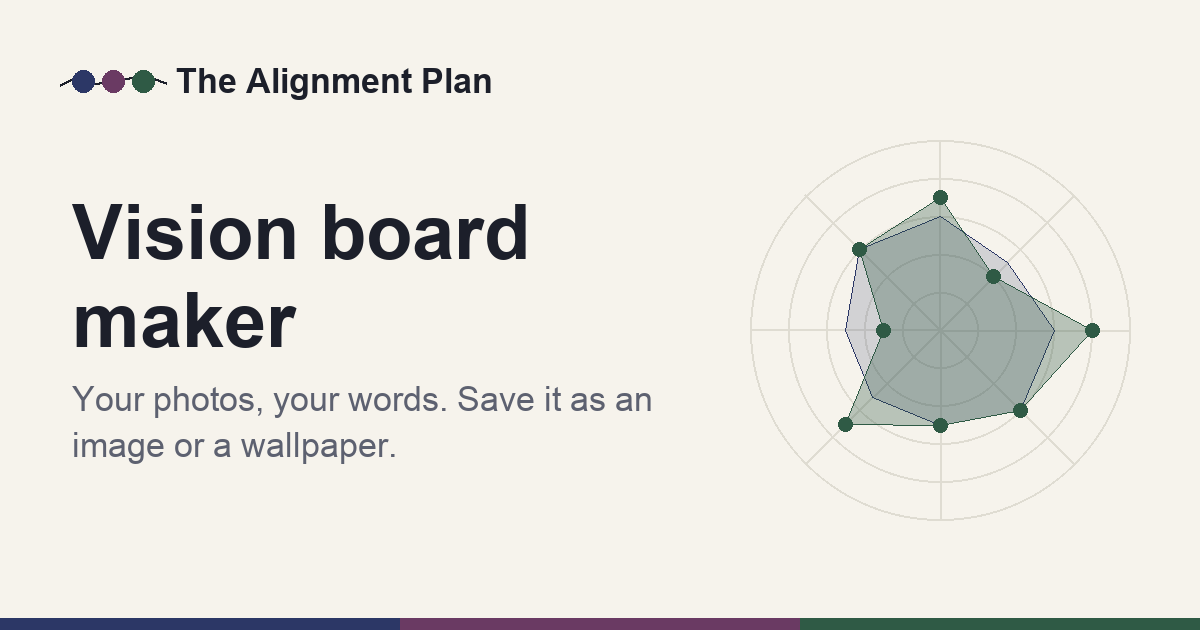 The Alignment Plan
Vision board
maker
Your photos, your words. Save it as an
image or a wallpaper.